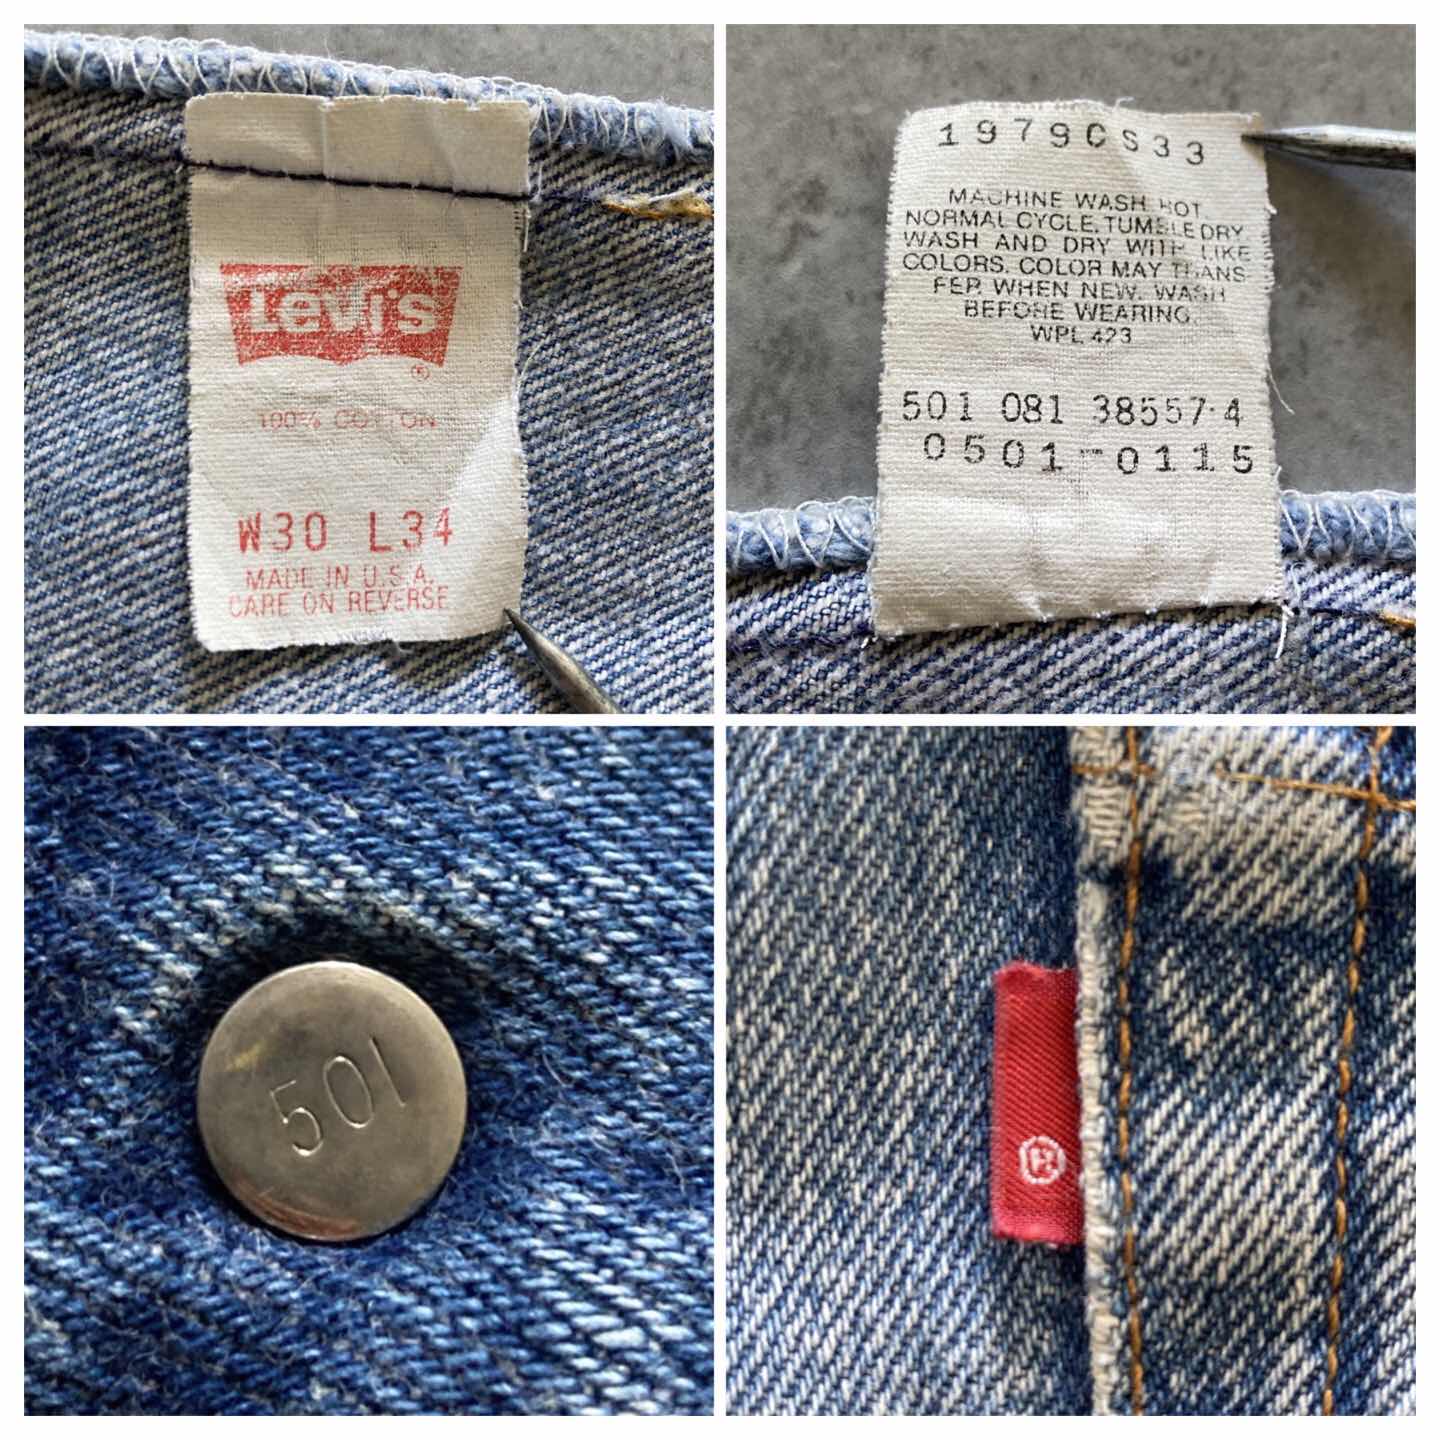 Levi's
®
100% COTTON
W30 L34
MADE IN U.S.A.
CARE ON REVERSE
1979CS33
MACHINE WASH HOT
NORMAL CYCLE. TUMBLE DRY
WASH AND DRY WITH LIKE
COLORS. COLOR MAY TRANS
FER WHEN NEW. WASH
BEFORE WEARING.
WPL 423
501 081 38557·4
0501-0115
501
®